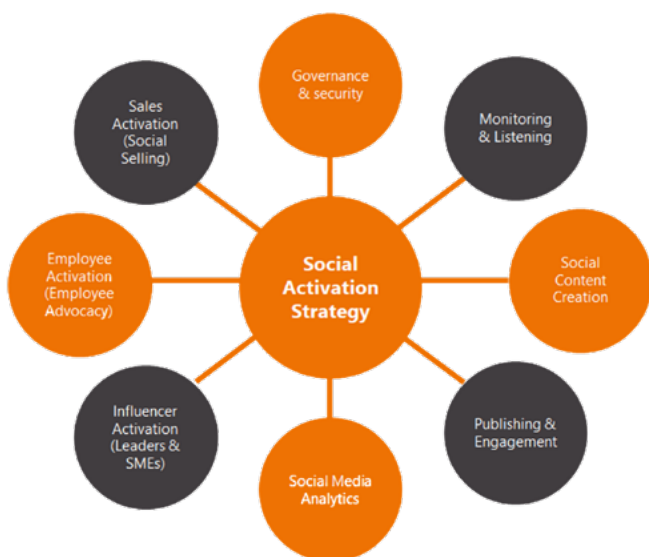 Governance
& security
Sales
Activation
(Social
Selling)
Monitoring
& Listening
Employee
Activation
(Employee
Advocacy)
Social
Activation
Strategy
Social
Content
Creation
Influencer
Activation
(Leaders &
SMEs)
Publishing &
Engagement
Social Media
Analytics